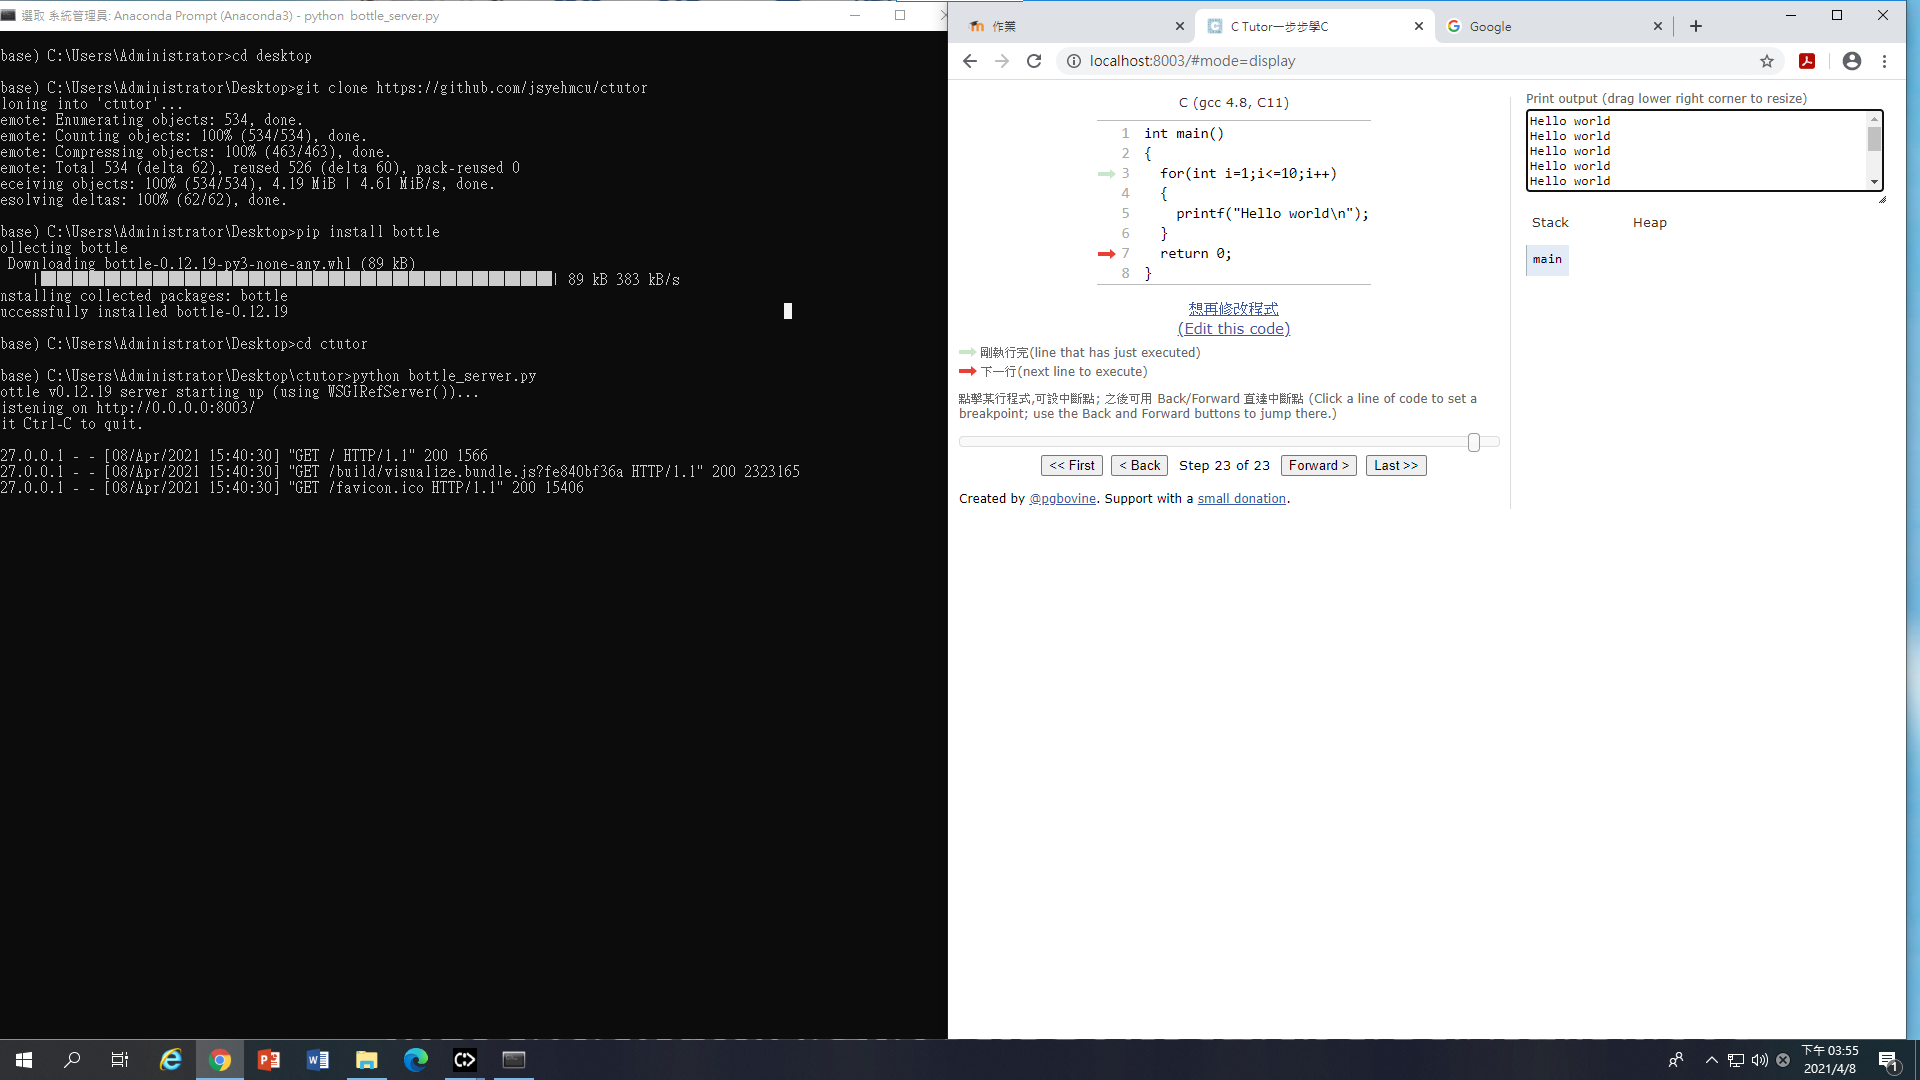 選取 系統管理員: Anaconda Prompt (Anaconda3) - python  bottle_server.py
base) C:\Users\Administrator>cd desktop
base) C:\Users\Administrator\Desktop>git clone https://github.com/jsyehmcu/ctutor
loning into 'ctutor'...
emote: Enumerating objects: 534, done.
emote: Counting objects: 100% (534/534), done.
emote: Compressing objects: 100% (463/463), done.
emote: Total 534 (delta 62), reused 526 (delta 60), pack-reused 0
eceiving objects: 100% (534/534), 4.19 MiB | 4.61 MiB/s, done.
esolving deltas: 100% (62/62), done.
base) C:\Users\Administrator\Desktop>pip install bottle
ollecting bottle
Downloading bottle-0.12.19-py3-none-any.whl (89 kB)
| 89 kB 383 kB/s
nstalling collected packages: bottle
uccessfully installed bottle-0.12.19
base) C:\Users\Administrator\Desktop>cd ctutor
base) C:\Users\Administrator\Desktop\ctutor>python bottle_server.py
ottle v0.12.19 server starting up (using WSGIRefServer())...
istening on http://0.0.0.0:8003/
it Ctrl-C to quit.
27.0.0.1 - - [08/Apr/2021 15:40:30] "GET / HTTP/1.1" 200 1566
27.0.0.1 - - [08/Apr/2021 15:40:30] "GET /build/visualize.bundle.js?fe840bf36a HTTP/1.1" 200 2323165
27.0.0.1 - - [08/Apr/2021 15:40:30] "GET /favicon.ico HTTP/1.1" 200 15406
作業
C Tutor一步步學C
Google
localhost:8003/#mode=display
C (gcc 4.8, C11)
1 int main()
2 {
3 for(int i=1;i<=10;i++)
4 {
5 printf("Hello world\n");
6 }
7 return 0;
8 }
想再修改程式
(Edit this code)
剛執行完(line that has just executed)
下一行(next line to execute)
點擊某行程式,可設中斷點; 之後可用 Back/Forward 直達中斷點 (Click a line of code to set a
breakpoint; use the Back and Forward buttons to jump there.)
<< First < Back Step 23 of 23 Forward > Last >>
Created by @pgbovine. Support with a small donation.
Print output (drag lower right corner to resize)
Hello world
Hello world
Hello world
Hello world
Hello world
Stack Heap
main
下午 03:55
2021/4/8
1